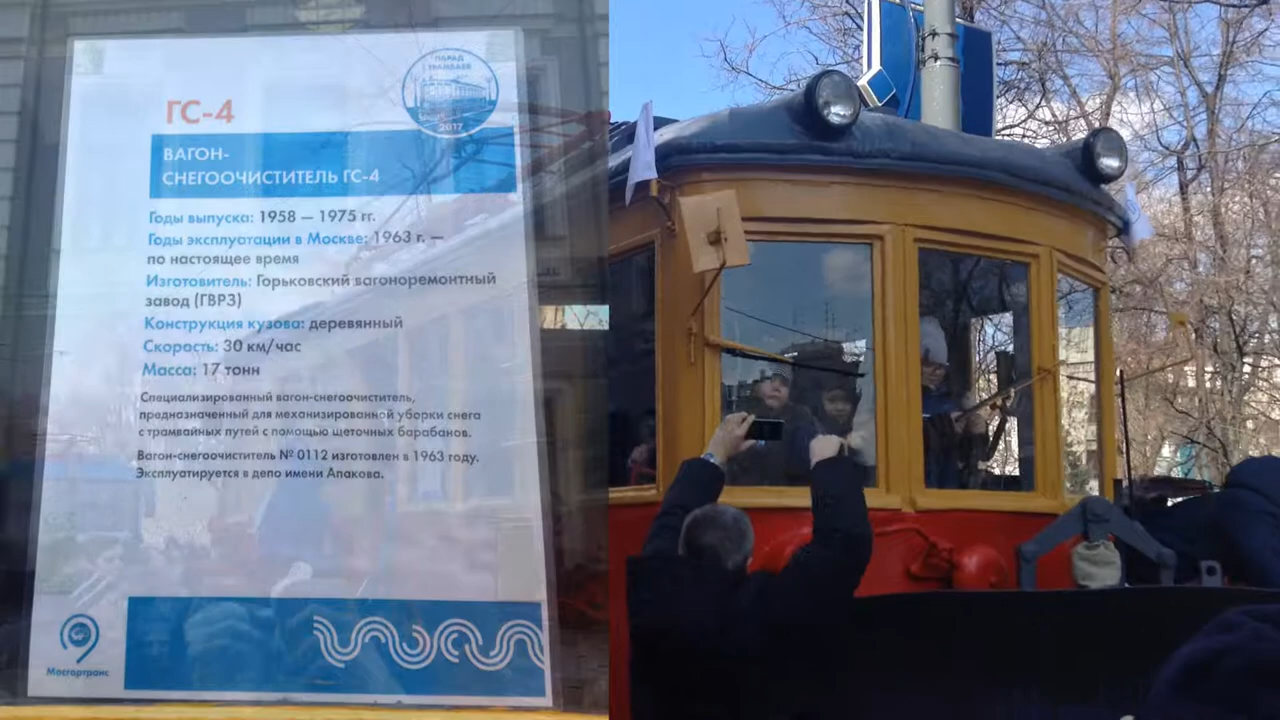 ПАРАД
ТРАМВАЕВ
2017
ГС-4
ВАГОН-
СНЕГООЧИСТИТЕЛЬ ГС-4
Годы выпуска: 1958 — 1975 гг.
Годы эксплуатации в Москве: 1963 г. —
по настоящее время
Изготовитель: Горьковский вагоноремонтный
завод (ГВРЗ)
Конструкция кузова: деревянный
Скорость: 30 км/час
Масса: 17 тонн
Специализированный вагон-снегоочиститель,
предназначенный для механизированной уборки снега
с трамвайных путей с помощью щеточных барабанов.
Вагон-снегоочиститель № 0112 изготовлен в 1963 году.
Эксплуатируется в депо имени Апакова.
Мосгортранс